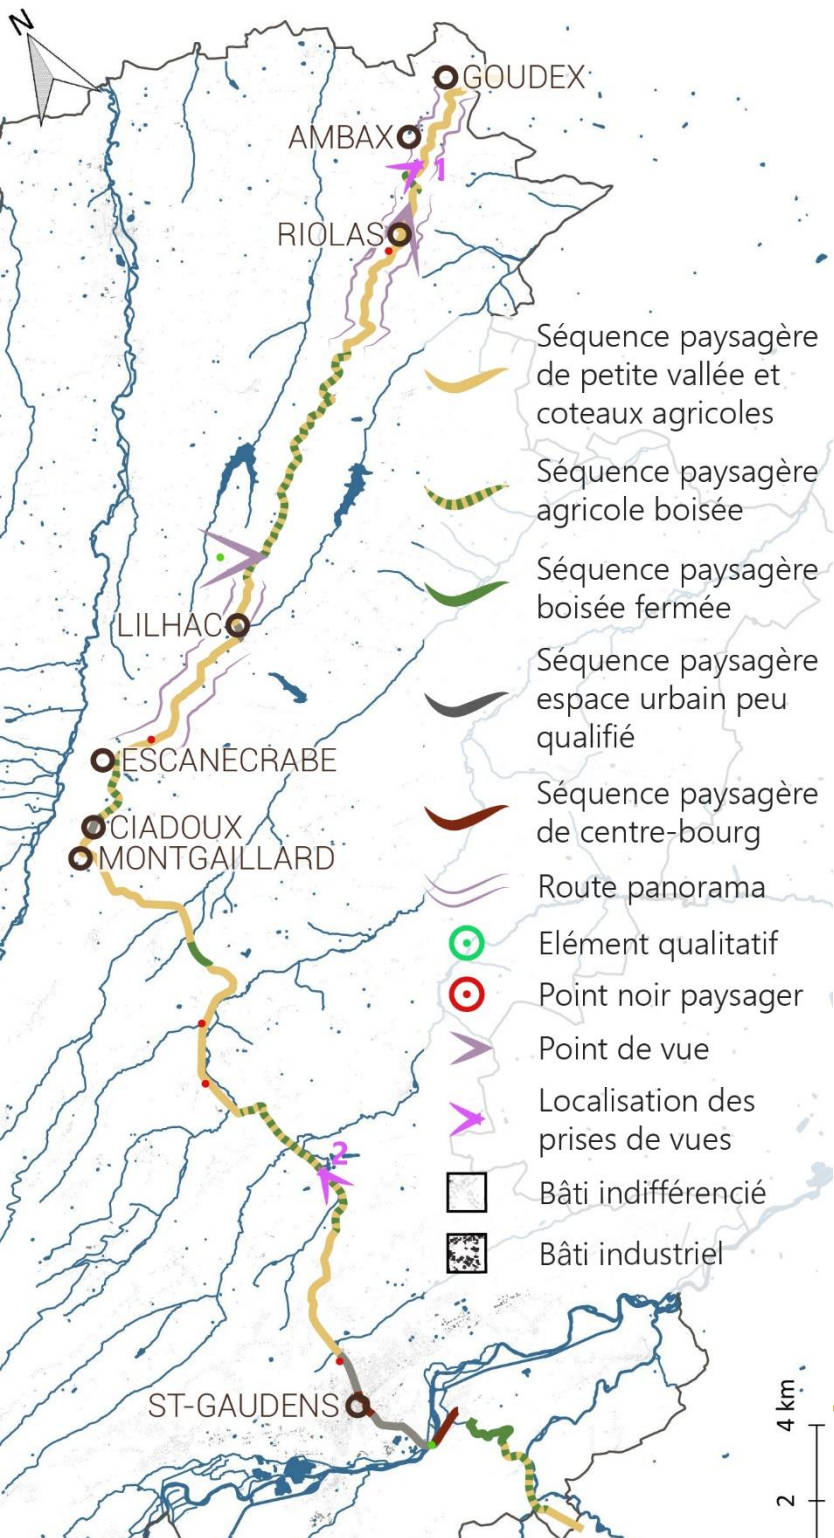 N
GOUDEX
AMBAX
1
RIOLAS
Séquence paysagère
de petite vallée et
coteaux agricoles
Séquence paysagère
agricole boisée
Séquence paysagère
boisée fermée
LILHAC
Séquence paysagère
espace urbain peu
qualifié
ESCANECRABE
Séquence paysagère
de centre-bourg
CIADOUX
MONTGAILLARD
Route panorama
Elément qualitatif
Point noir paysager
Point de vue
Localisation des
prises de vues
2
Bâti indifférencié
Bâti industriel
ST-GAUDENS
4 km
2